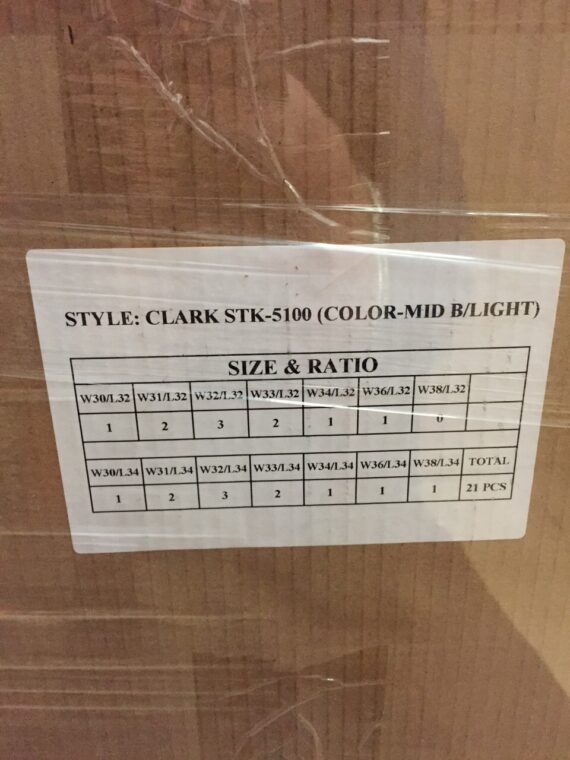 STYLE: CLARK STK-5100 (COLOR-MID B/LIGHT)
SIZE & RATIO
W30/L32 W31/L32 W32/L32 W33/L32 W34/L32 W36/L32 W38/L32
1 2 3 2 1 1 0
W30/L34 W31/L34 W32/L34 W33/L34 W34/L34 W36/L34 W38/L34 TOTAL
1 2 3 2 1 1 1 21 PCS